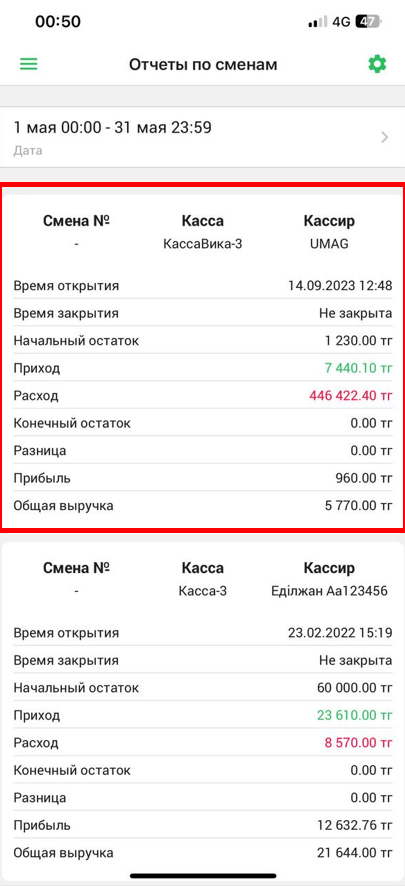 00:50 4G 47
Отчеты по сменам
1 мая 00:00 - 31 мая 23:59
Дата
Смена № Касса Кассир
- КассаВика-3 UMAG
Время открытия 14.09.2023 12:48
Время закрытия Не закрыта
Начальный остаток 1 230.00 тг
Приход 7 440.10 тг
Расход 446 422.40 тг
Конечный остаток 0.00 тг
Разница 0.00 тг
Прибыль 960.00 тг
Общая выручка 5 770.00 тг
Смена № Касса Кассир
- Касса-3 Еділжан Аа123456
Время открытия 23.02.2022 15:19
Время закрытия Не закрыта
Начальный остаток 60 000.00 тг
Приход 23 610.00 тг
Расход 8 570.00 тг
Конечный остаток 0.00 тг
Разница 0.00 тг
Прибыль 12 632.76 тг
Общая выручка 21 644.00 тг